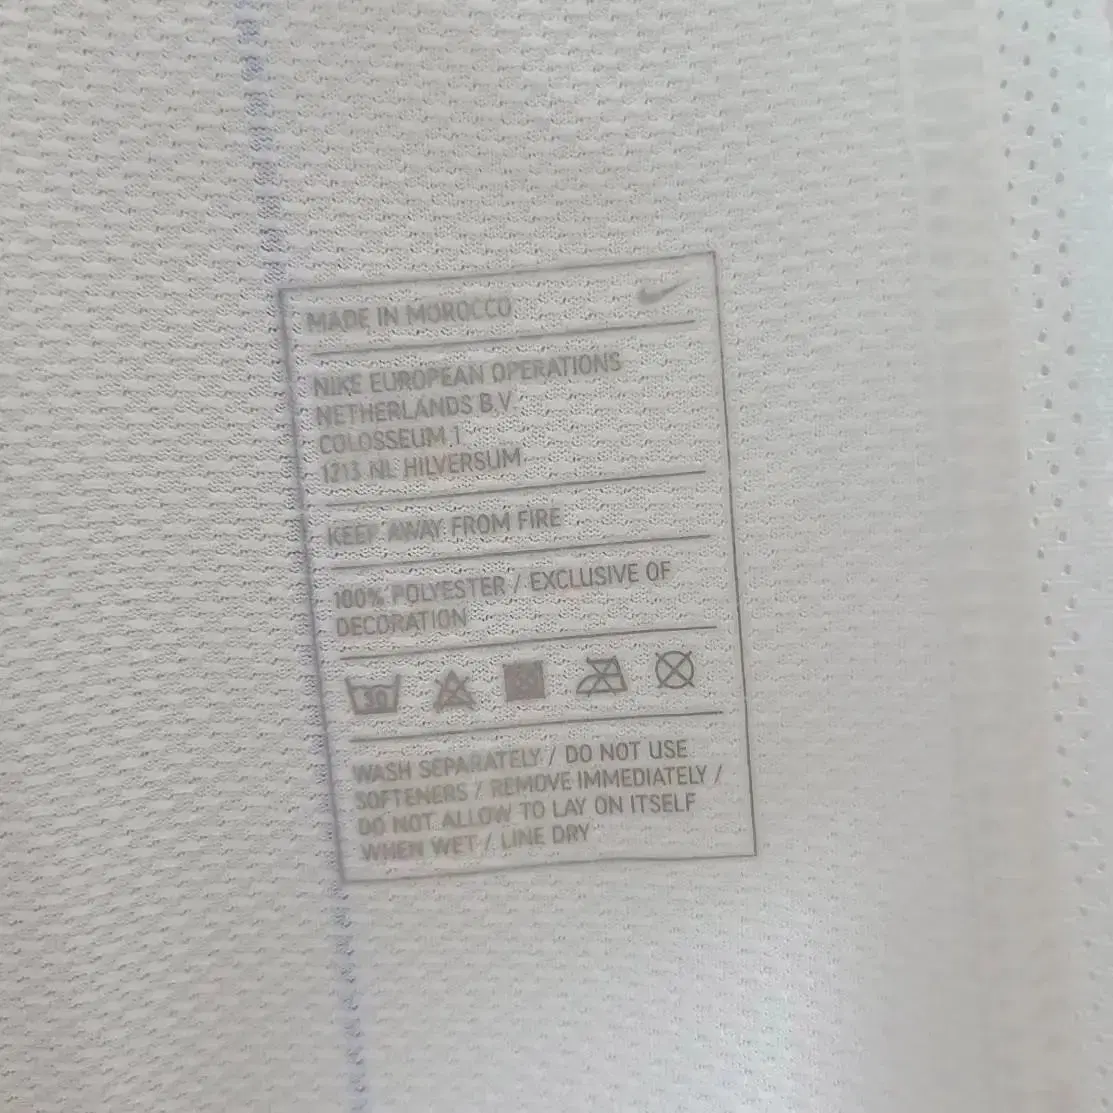 MADE IN MOROCCO
NIKE EUROPEAN OPERATIONS
NETHERLANDS B.V.
COLOSSEUM 1
1213 NL HILVERSUM
KEEP AWAY FROM FIRE
100% POLYESTER / EXCLUSIVE OF
DECORATION
30
WASH SEPARATELY / DO NOT USE
SOFTENERS / REMOVE IMMEDIATELY /
DO NOT ALLOW TO LAY ON ITSELF
WHEN WET / LINE DRY